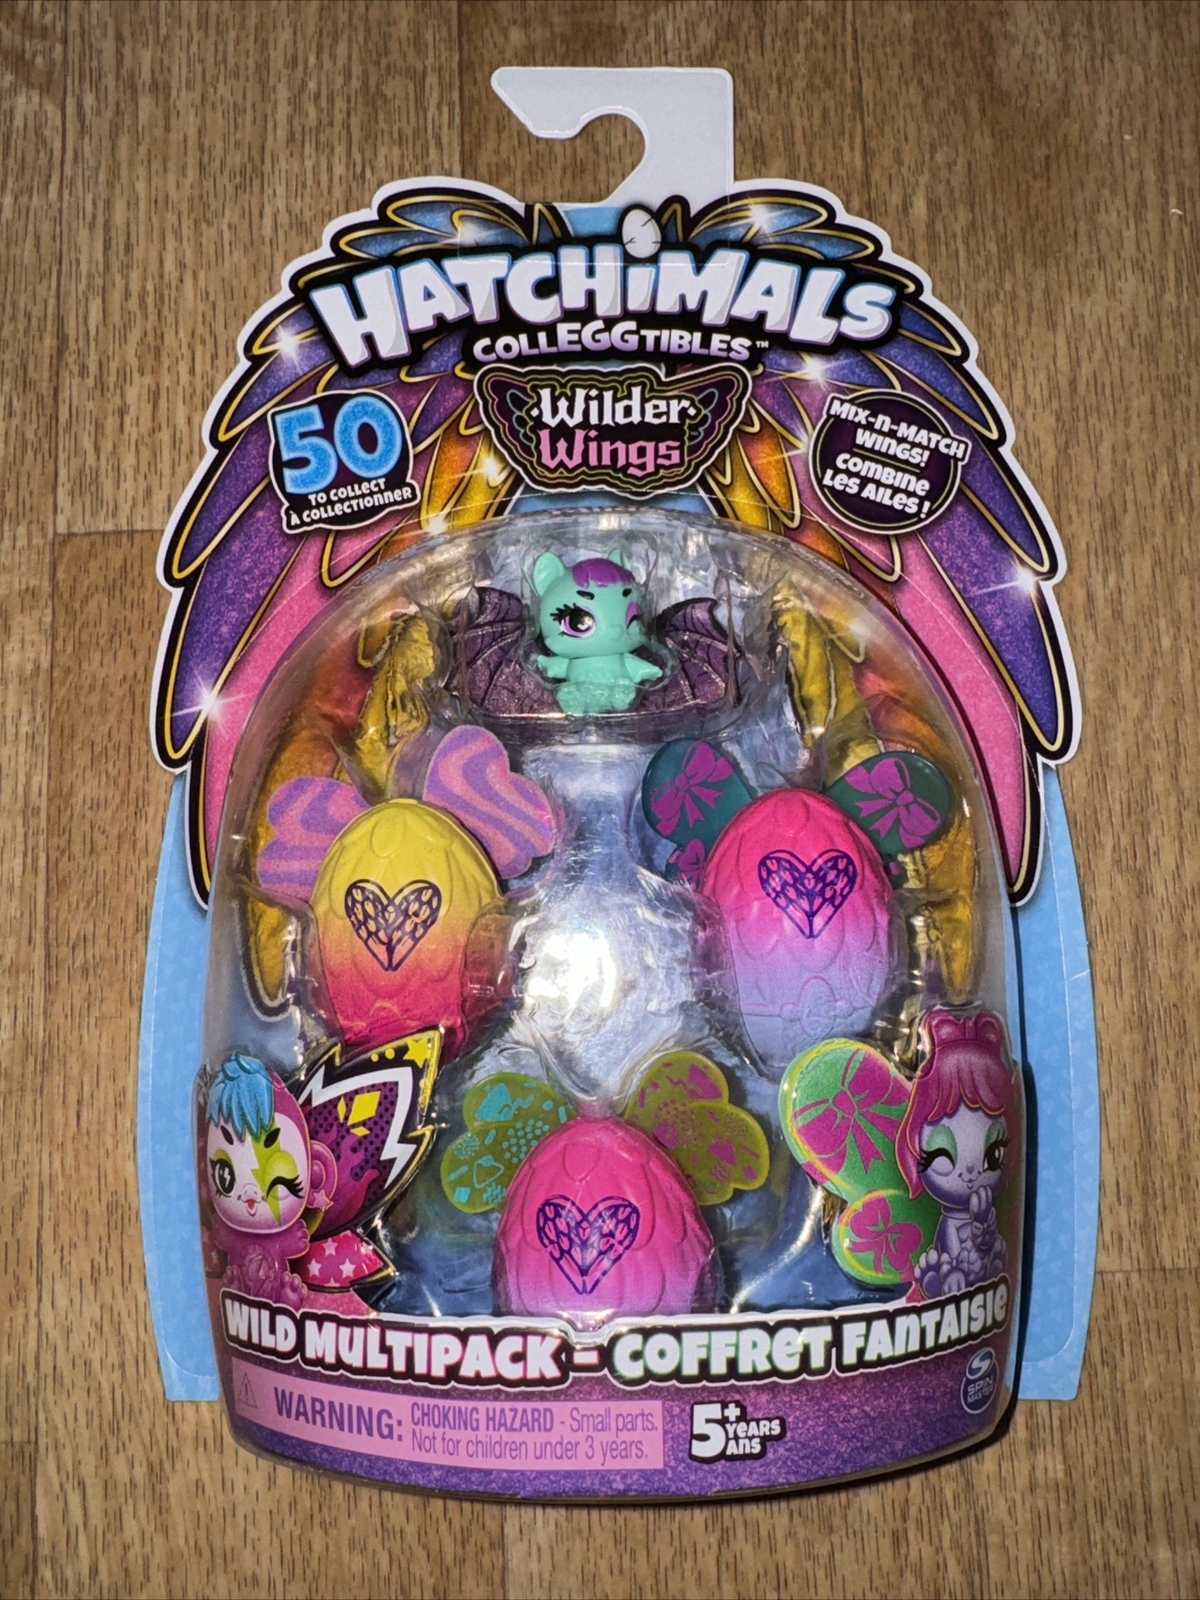 HATCHiMALS
COLLEGGTIBLES™
Wilder
Wings
50
TO COLLECT
À COLLECTIONNER
MIX-n-MATCH
WINGS!
COMBINE
LES AILES !
WILD MULTIPACK - COFFRET FANTAISIE
SPIN
MASTER
WARNING: CHOKING HAZARD - Small parts.
Not for children under 3 years.
5+ YEARS
ANS